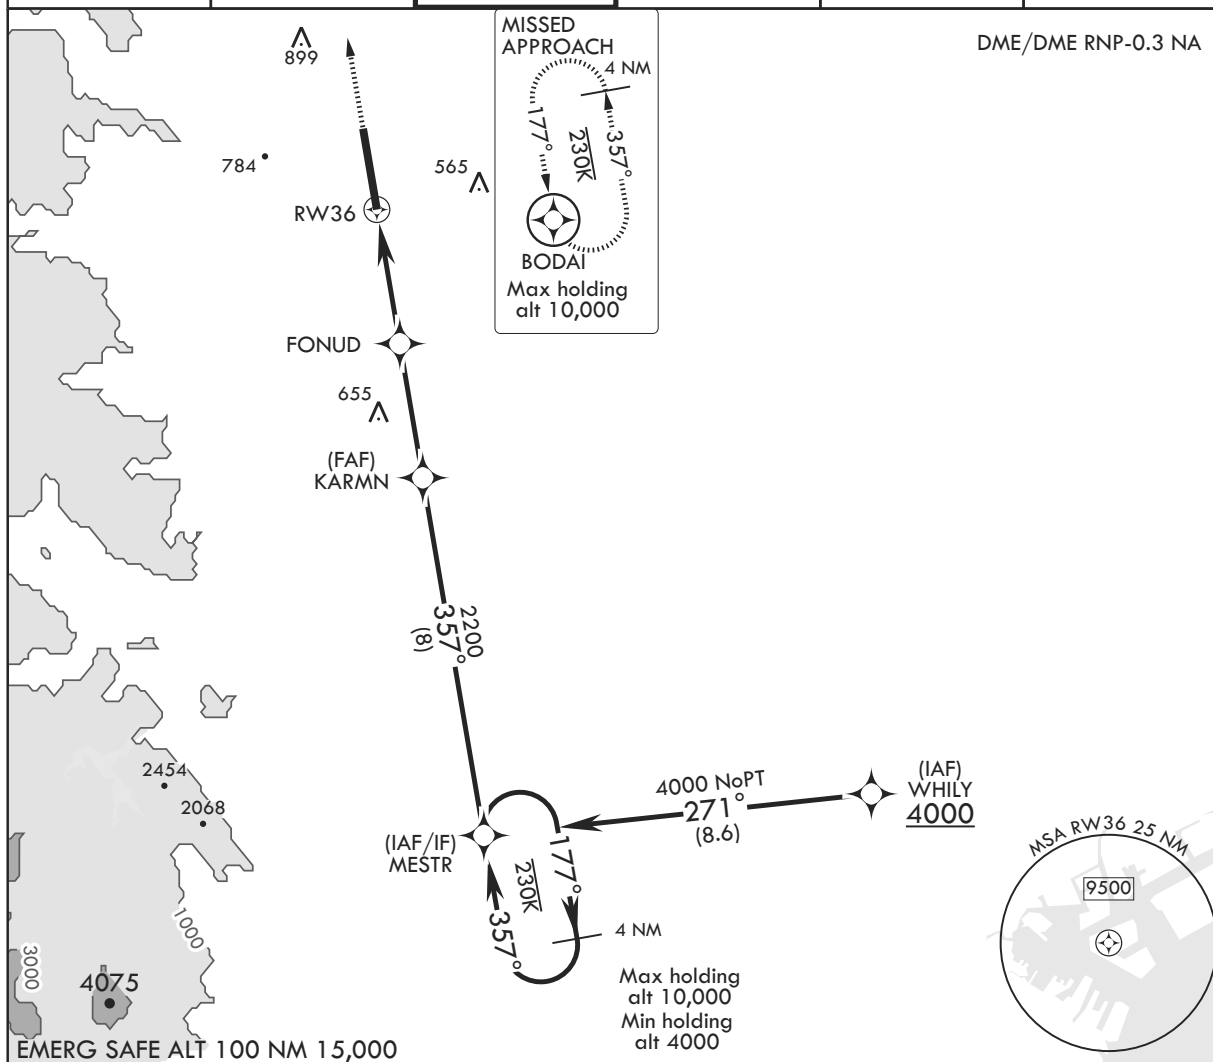 DME/DME RNP-0.3 NA
899
MISSED
APPROACH
4 NM
177°
230K
357°
BODAI
Max holding
alt 10,000
784
565
RW36
FONUD
655
(FAF)
KARMN
2200
357°
(8)
2454
2068
4000 NoPT
271°
(8.6)
(IAF)
WHILY
4000
(IAF/IF)
MESTR
230K
177°
357°
4 NM
Max holding
alt 10,000
Min holding
alt 4000
MSA RW36 25 NM
9500
1000
3000
4075
EMERG SAFE ALT 100 NM 15,000